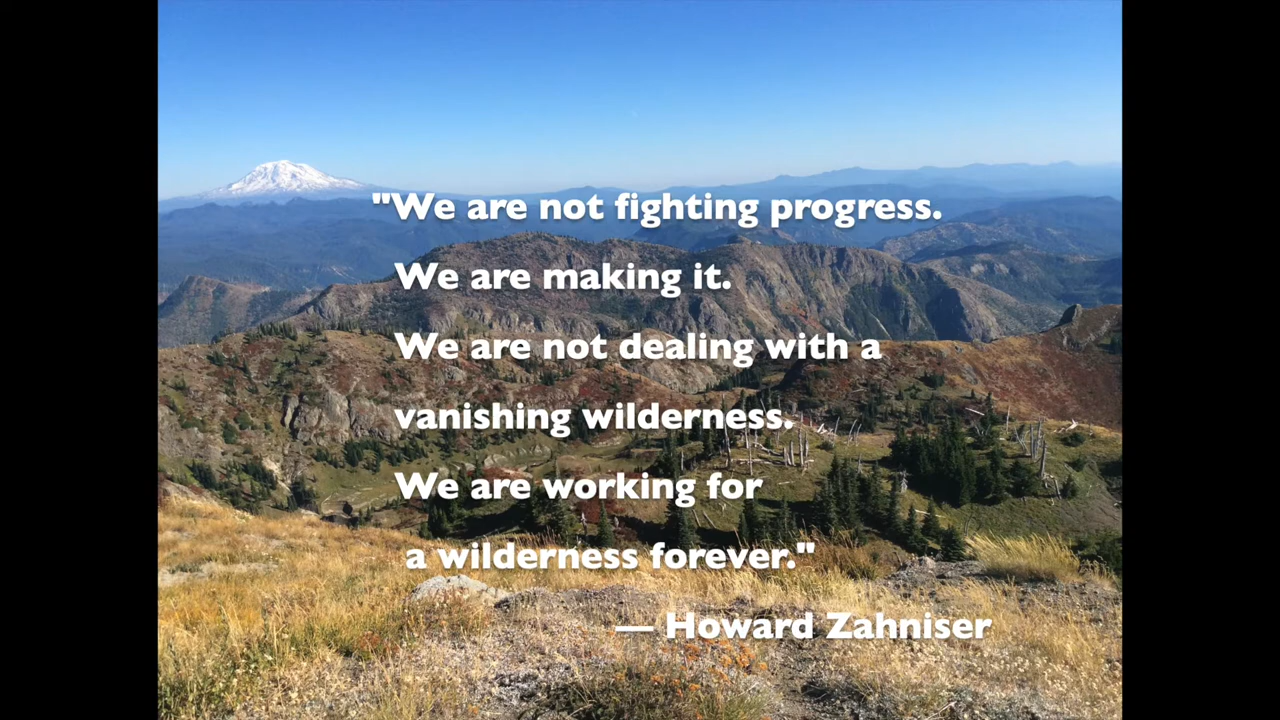 "We are not fighting progress.
We are making it.
We are not dealing with a
vanishing wilderness.
We are working for
a wilderness forever."
— Howard Zahniser